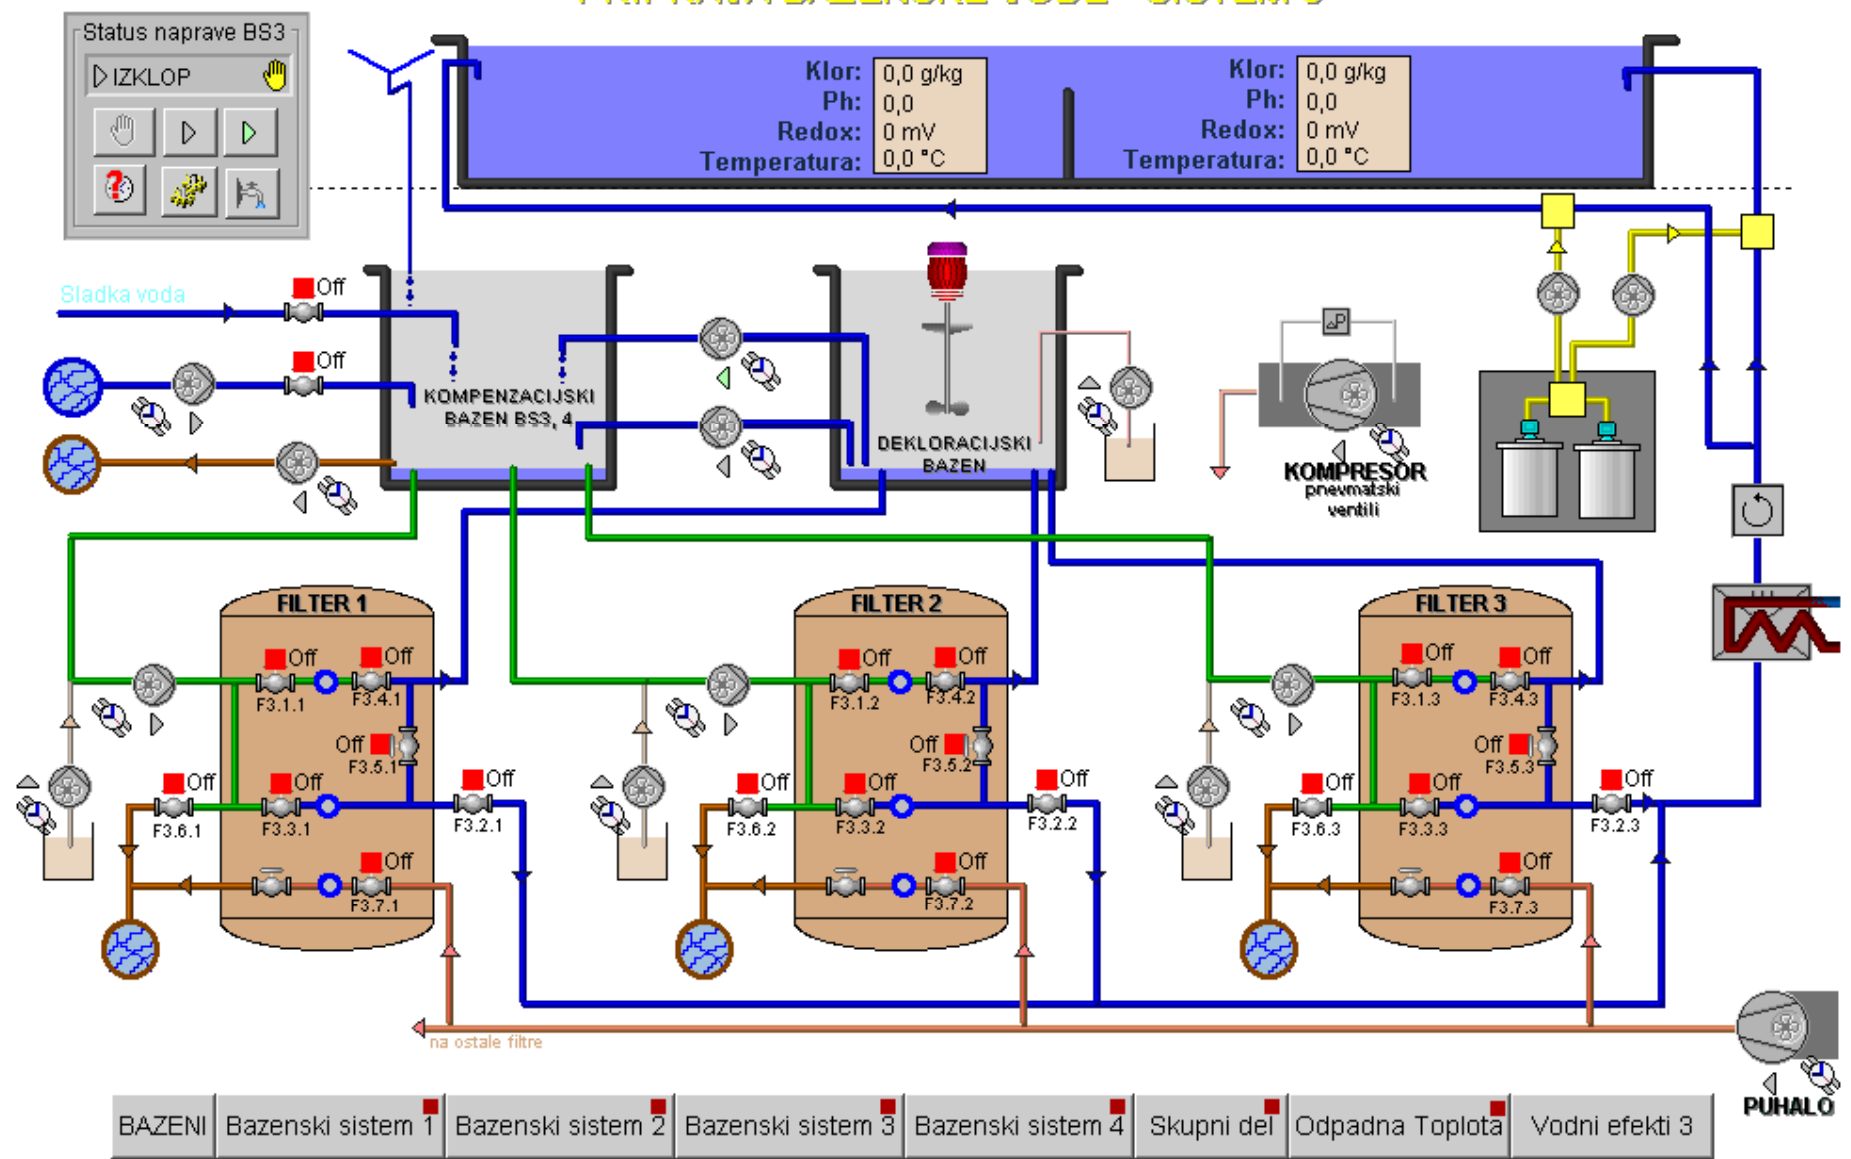 PRIPRAVA BAZENSKE VODE - SISTEM 3
Status naprave BS3
IZKLOP
Klor: 0,0 g/kg
Ph: 0,0
Redox: 0 mV
Temperatura: 0,0 °C
Klor: 0,0 g/kg
Ph: 0,0
Redox: 0 mV
Temperatura: 0,0 °C
Sladka voda
Off
Off
KOMPENZACIJSKI
BAZEN BS3, 4
DEKLORACIJSKI
BAZEN
P
KOMPRESOR
pnevmatski
ventili
FILTER 1
Off
F3.1.1
Off
F3.4.1
Off
F3.5.1
Off
F3.6.1
Off
F3.3.1
Off
F3.2.1
Off
F3.7.1
FILTER 2
Off
F3.1.2
Off
F3.4.2
Off
F3.5.2
Off
F3.6.2
Off
F3.3.2
Off
F3.2.2
Off
F3.7.2
FILTER 3
Off
F3.1.3
Off
F3.4.3
Off
F3.5.3
Off
F3.6.3
Off
F3.3.3
Off
F3.2.3
Off
F3.7.3
na ostale filtre
PUHALO
BAZENI
Bazenski sistem 1
Bazenski sistem 2
Bazenski sistem 3
Bazenski sistem 4
Skupni del
Odpadna Toplota
Vodni efekti 3